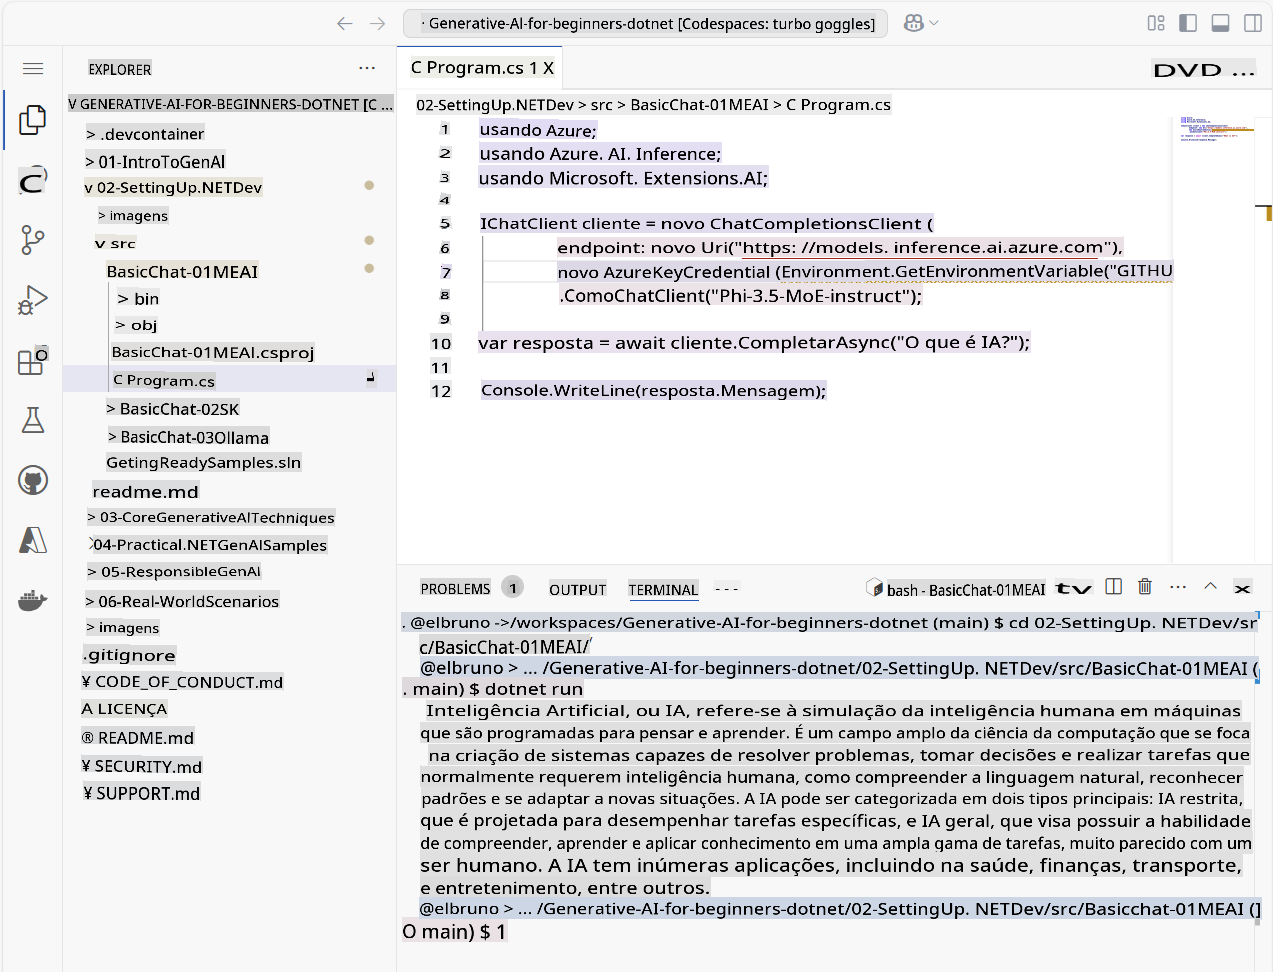 · Generative-AI-for-beginners-dotnet [Codespaces: turbo goggles]
EXPLORER
V GENERATIVE-AI-FOR-BEGINNERS-DOTNET [C ...
> .devcontainer
> 01-IntroToGenAI
v 02-SettingUp.NETDev
> imagens
v src
BasicChat-01MEAI
> bin
> obj
BasicChat-01MEAI.csproj
C Program.cs
> BasicChat-02SK
> BasicChat-03Ollama
GetingReadySamples.sln
readme.md
> 03-CoreGenerativeAITechniques
04-Practical.NETGenAISamples
> 05-ResponsibleGenAI
> 06-Real-WorldScenarios
> imagens
.gitignore
¥ CODE_OF_CONDUCT.md
A LICENÇA
® README.md
¥ SECURITY.md
¥ SUPPORT.md
C Program.cs 1 X
DVD ...
02-SettingUp.NETDev > src > BasicChat-01MEAI > C Program.cs
1 usando Azure;
2 usando Azure. AI. Inference;
3 usando Microsoft. Extensions.AI;
4
5 IChatClient cliente = novo ChatCompletionsClient (
6 endpoint: novo Uri("https: //models. inference.ai.azure.com"),
7 novo AzureKeyCredential (Environment.GetEnvironmentVariable("GITHU
8 .ComoChatClient("Phi-3.5-MoE-instruct");
9
10 var resposta = await cliente.CompletarAsync("O que é IA?");
11
12 Console.WriteLine(resposta.Mensagem);
PROBLEMS 1 OUTPUT TERMINAL --- bash - BasicChat-01MEAI
. @elbruno ->/workspaces/Generative-AI-for-beginners-dotnet (main) $ cd 02-SettingUp. NETDev/sr
c/BasicChat-01MEAI/
@elbruno > ... /Generative-AI-for-beginners-dotnet/02-SettingUp. NETDev/src/BasicChat-01MEAI (
. main) $ dotnet run
Inteligência Artificial, ou IA, refere-se à simulação da inteligência humana em máquinas
que são programadas para pensar e aprender. É um campo amplo da ciência da computação que se foca
na criação de sistemas capazes de resolver problemas, tomar decisões e realizar tarefas que
normalmente requerem inteligência humana, como compreender a linguagem natural, reconhecer
padrões e se adaptar a novas situações. A IA pode ser categorizada em dois tipos principais: IA restrita,
que é projetada para desempenhar tarefas específicas, e IA geral, que visa possuir a habilidade
de compreender, aprender e aplicar conhecimento em uma ampla gama de tarefas, muito parecido com um
ser humano. A IA tem inúmeras aplicações, incluindo na saúde, finanças, transporte,
e entretenimento, entre outros.
@elbruno > ... /Generative-AI-for-beginners-dotnet/02-SettingUp. NETDev/src/Basicchat-01MEAI (]
O main) $ 1